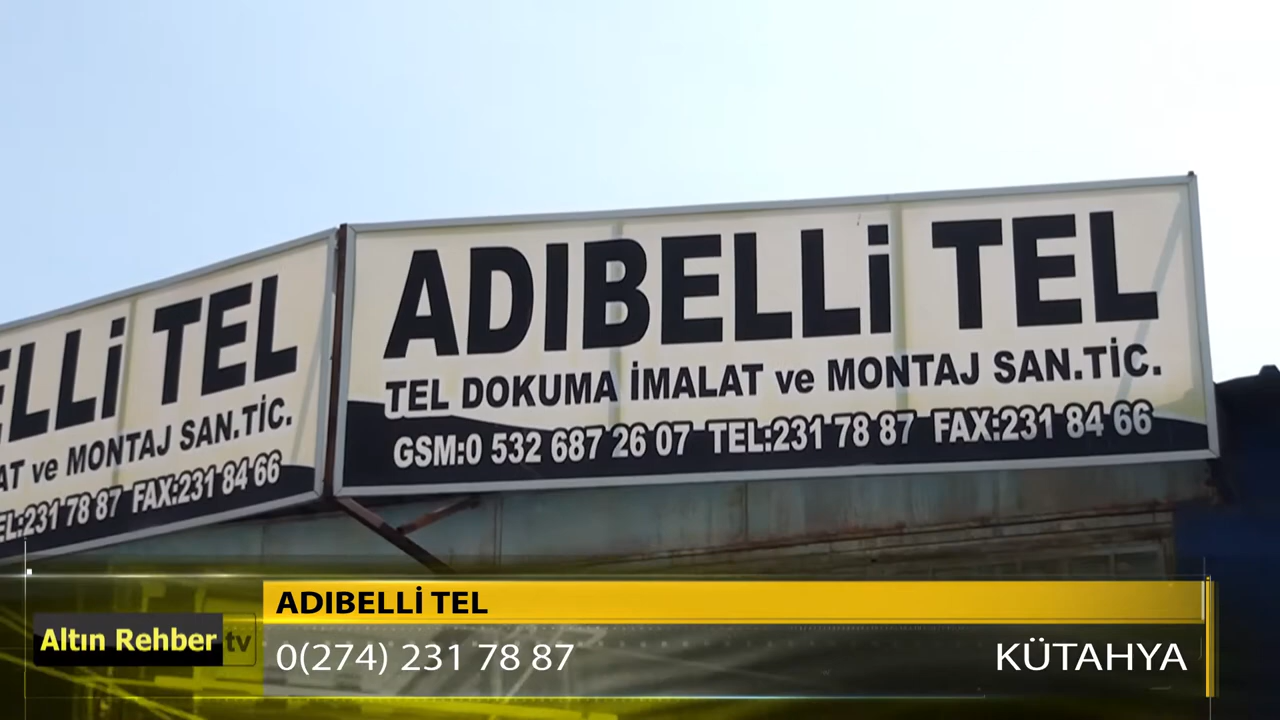 ADIBELLİ TEL
TEL DOKUMA İMALAT ve MONTAJ SAN.TİC.
GSM:0 532 687 26 07 TEL:231 78 87 FAX:231 84 66
ELLİ TEL
AT ve MONTAJ SAN.TİC.
EL:231 78 87 FAX:231 84 66
ADIBELLİ TEL
Altın Rehber tv
0(274) 231 78 87
KÜTAHYA